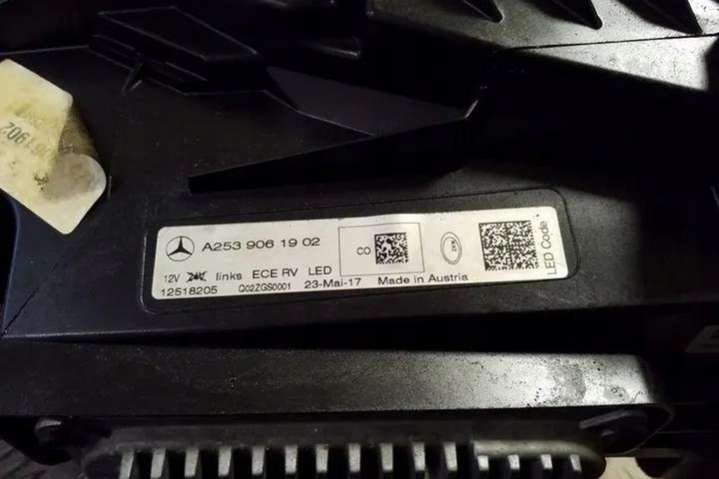 A253 906 19 02
CO
12V links ECE RV LED
12518205 Q02ZGS0001 23-Mai-17 Made in Austria
LED Code